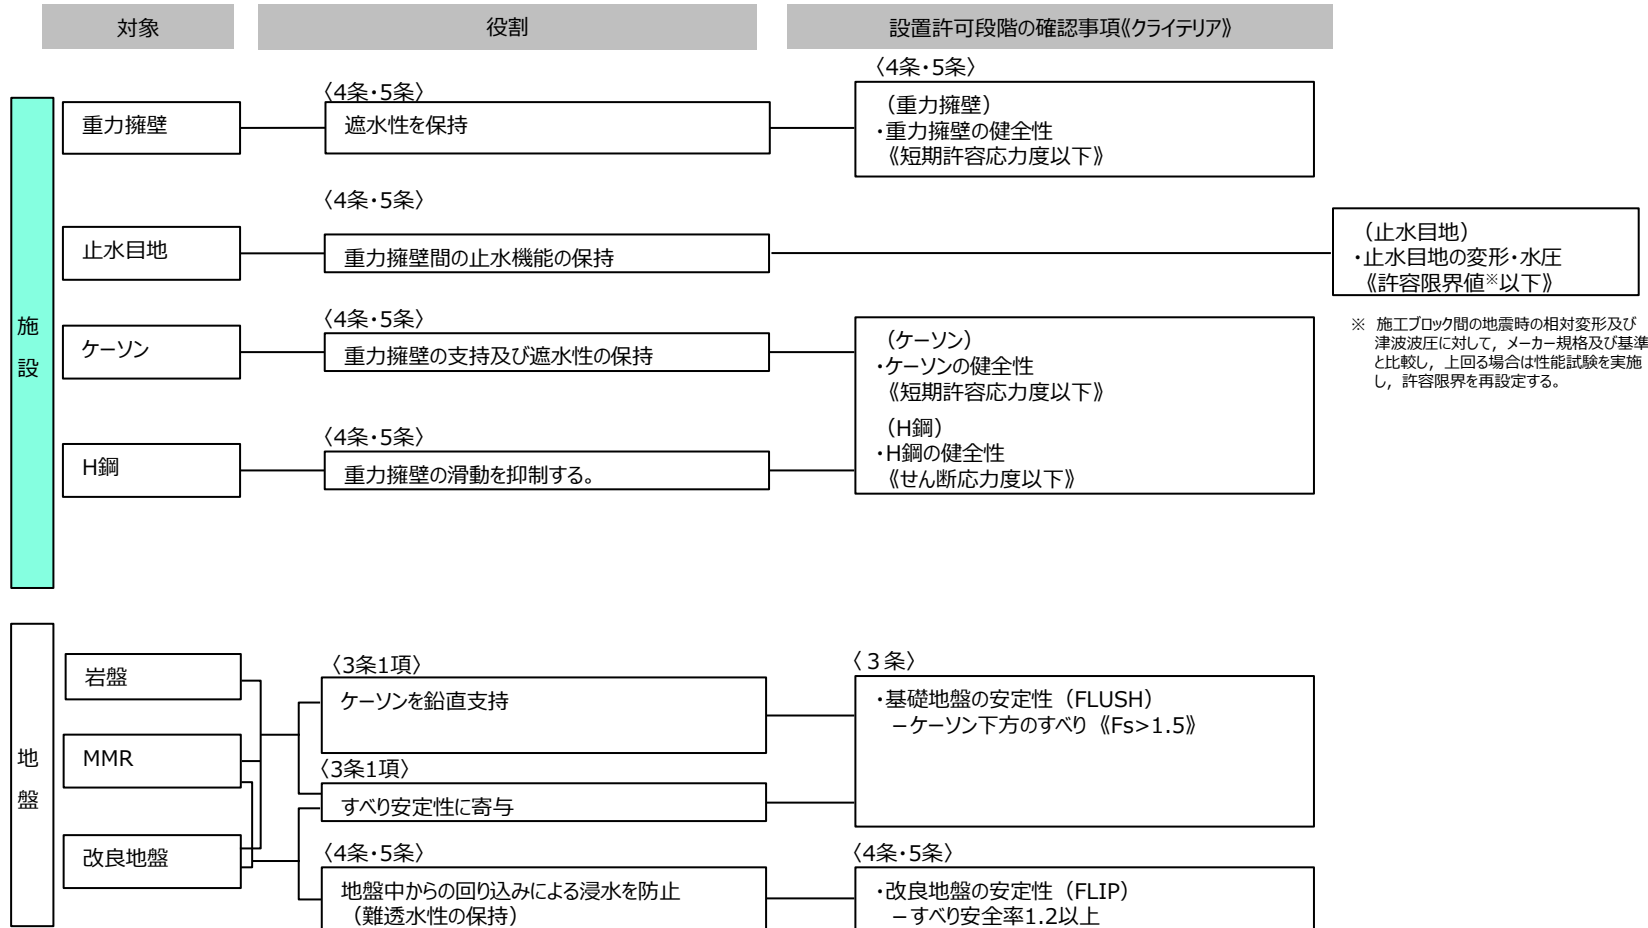 対象
役割
設置許可段階の確認事項《クライテリア》
施設
重力擁壁
〈4条・5条〉
遮水性を保持
〈4条・5条〉
（重力擁壁）
・重力擁壁の健全性
《短期許容応力度以下》
止水目地
〈4条・5条〉
重力擁壁間の止水機能の保持
（止水目地）
・止水目地の変形・水圧
《許容限界値※以下》
※ 施工ブロック間の地震時の相対変形及び
津波波圧に対して，メーカー規格及び基準
と比較し，上回る場合は性能試験を実施
し，許容限界を再設定する。
ケーソン
〈4条・5条〉
重力擁壁の支持及び遮水性の保持
（ケーソン）
・ケーソンの健全性
《短期許容応力度以下》
H鋼
〈4条・5条〉
重力擁壁の滑動を抑制する。
（H鋼）
・H鋼の健全性
《せん断応力度以下》
地盤
岩盤
MMR
改良地盤
〈3条1項〉
ケーソンを鉛直支持
〈3条1項〉
すべり安定性に寄与
〈３条〉
・基礎地盤の安定性（FLUSH）
－ケーソン下方のすべり《Fs>1.5》
〈4条・5条〉
地盤中からの回り込みによる浸水を防止
（難透水性の保持）
〈4条・5条〉
・改良地盤の安定性（FLIP）
－すべり安全率1.2以上